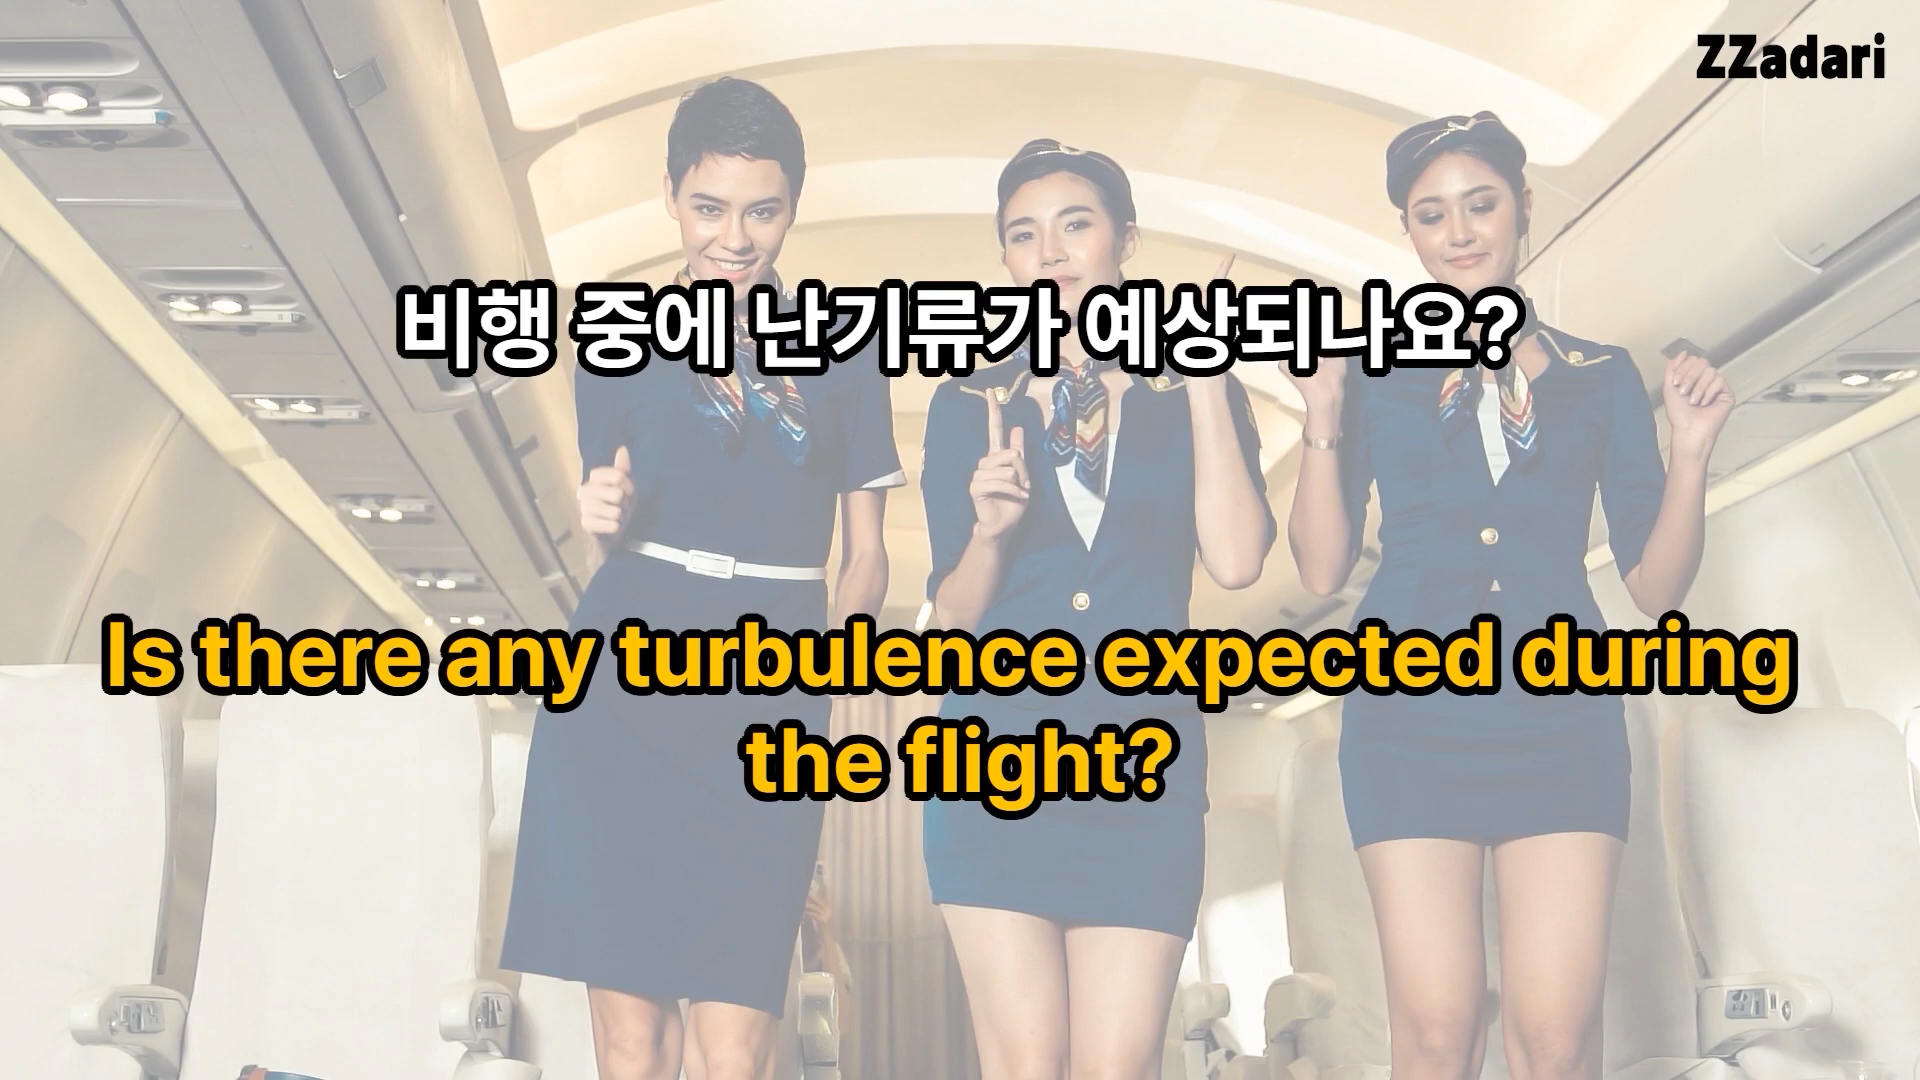 ZZadari
비행 중에 난기류가 예상되나요?
Is there any turbulence expected during
the flight?